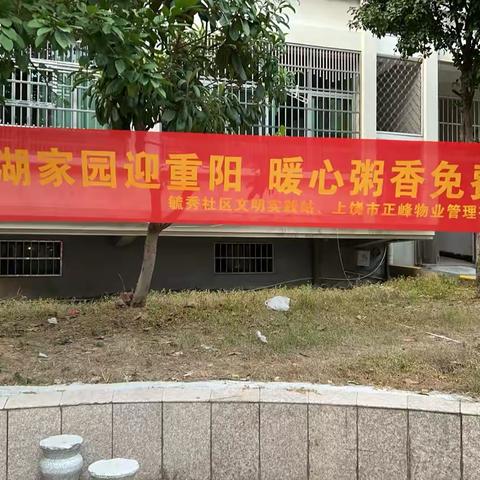 湖家园迎重阳 暖心粥香免费
毓秀社区文明实践站、上饶市正峰物业管理有